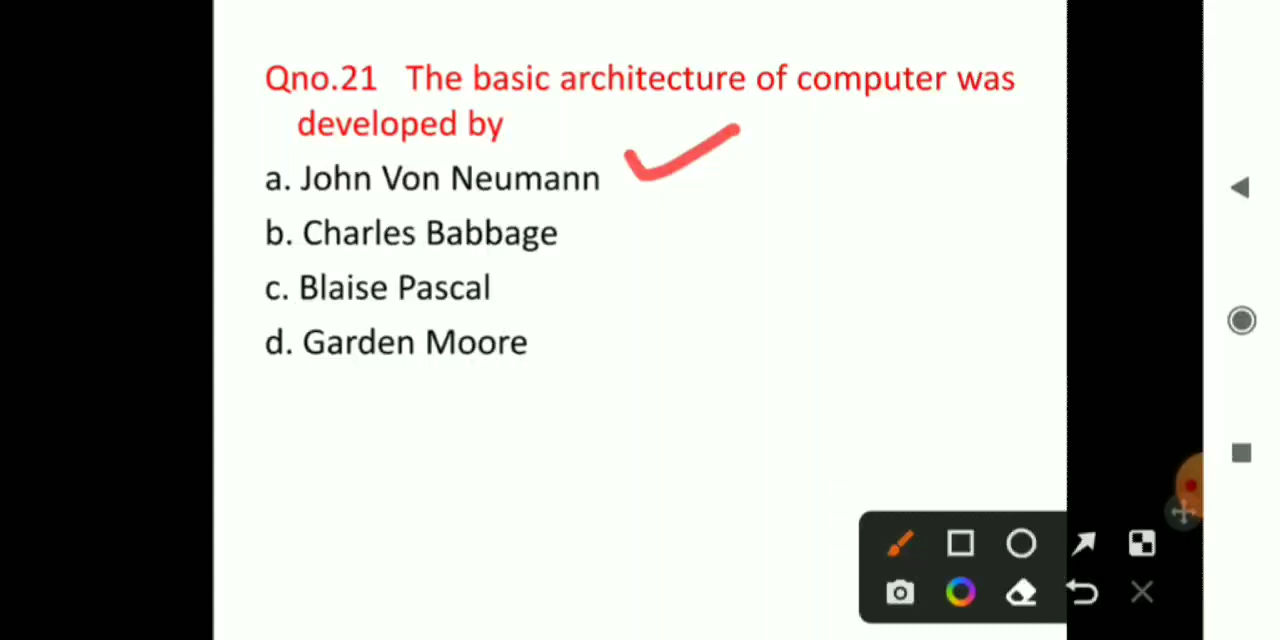 Qno.21 The basic architecture of computer was
developed by
a. John Von Neumann
b. Charles Babbage
c. Blaise Pascal
d. Garden Moore